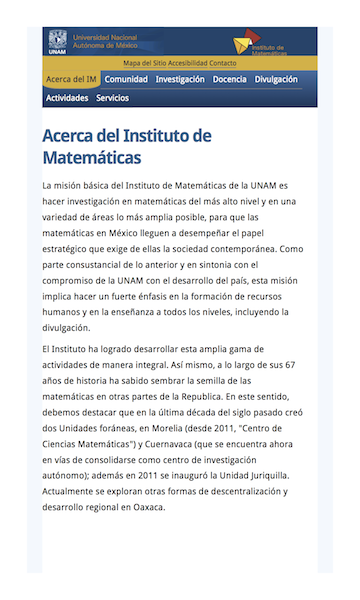 Universidad Nacional
Autónoma de México
UNAM
Instituto de
Matemáticas
Mapa del Sitio Accesibilidad Contacto
Acerca del IM Comunidad Investigación Docencia Divulgación
Actividades Servicios
Acerca del Instituto de
Matemáticas
La misión básica del Instituto de Matemáticas de la UNAM es
hacer investigación en matemáticas del más alto nivel y en una
variedad de áreas lo más amplia posible, para que las
matemáticas en México lleguen a desempeñar el papel
estratégico que exige de ellas la sociedad contemporánea. Como
parte consustancial de lo anterior y en sintonia con el
compromiso de la UNAM con el desarrollo del país, esta misión
implica hacer un fuerte énfasis en la formación de recursos
humanos y en la enseñanza a todos los niveles, incluyendo la
divulgación.
El Instituto ha logrado desarrollar esta amplia gama de
actividades de manera integral. Así mismo, a lo largo de sus 67
años de historia ha sabido sembrar la semilla de las
matemáticas en otras partes de la Republica. En este sentido,
debemos destacar que en la última década del siglo pasado creó
dos Unidades foráneas, en Morelia (desde 2011, "Centro de
Ciencias Matemáticas") y Cuernavaca (que se encuentra ahora
en vías de consolidarse como centro de investigación
autónomo); además en 2011 se inauguró la Unidad Juriquilla.
Actualmente se exploran otras formas de descentralización y
desarrollo regional en Oaxaca.